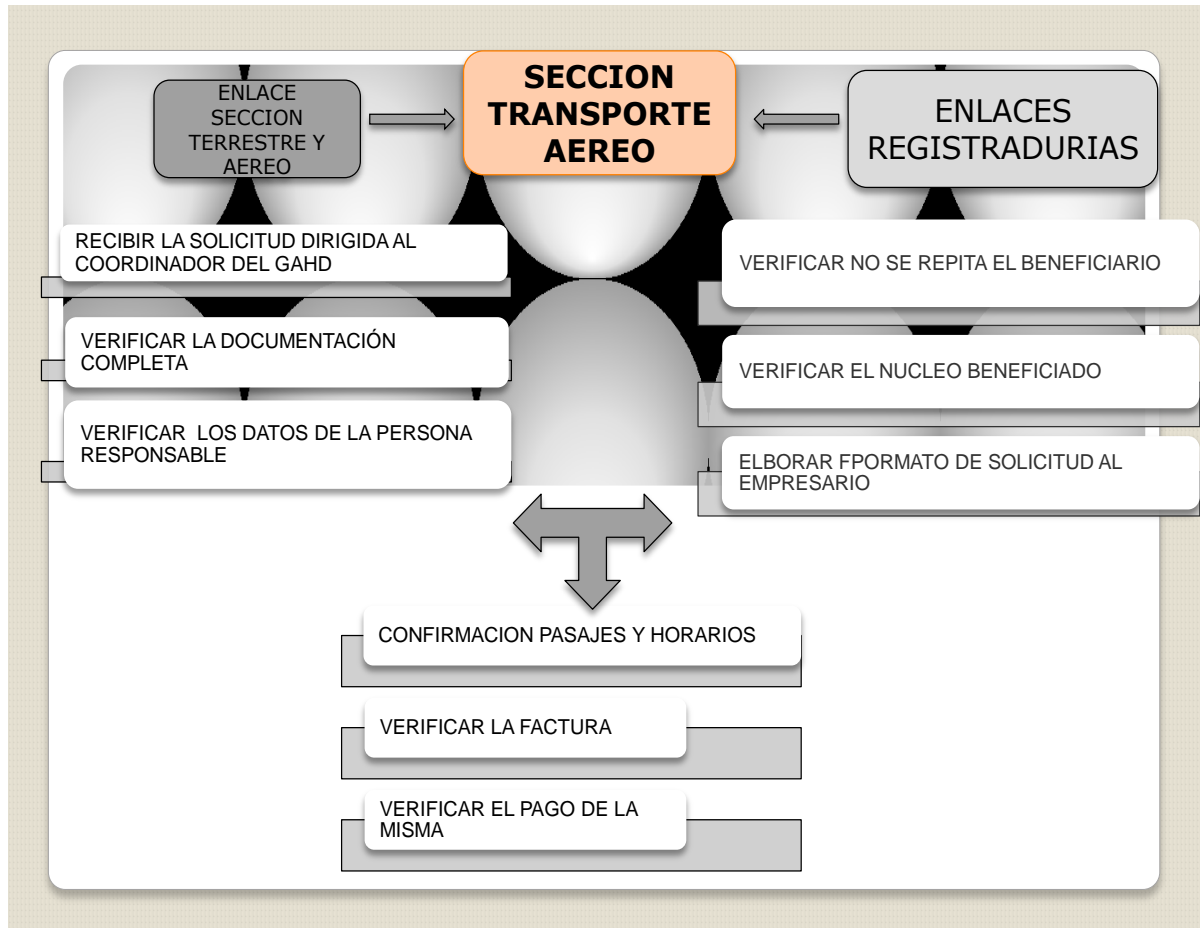 ENLACE
SECCION
TERRESTRE Y
AEREO
SECCION
TRANSPORTE
AEREO
ENLACES
REGISTRADURIAS
RECIBIR LA SOLICITUD DIRIGIDA AL
COORDINADOR DEL GAHD
VERIFICAR LA DOCUMENTACIÓN
COMPLETA
VERIFICAR LOS DATOS DE LA PERSONA
RESPONSABLE
VERIFICAR NO SE REPITA EL BENEFICIARIO
VERIFICAR EL NUCLEO BENEFICIADO
ELBORAR FPORMATO DE SOLICITUD AL
EMPRESARIO
CONFIRMACION PASAJES Y HORARIOS
VERIFICAR LA FACTURA
VERIFICAR EL PAGO DE LA
MISMA